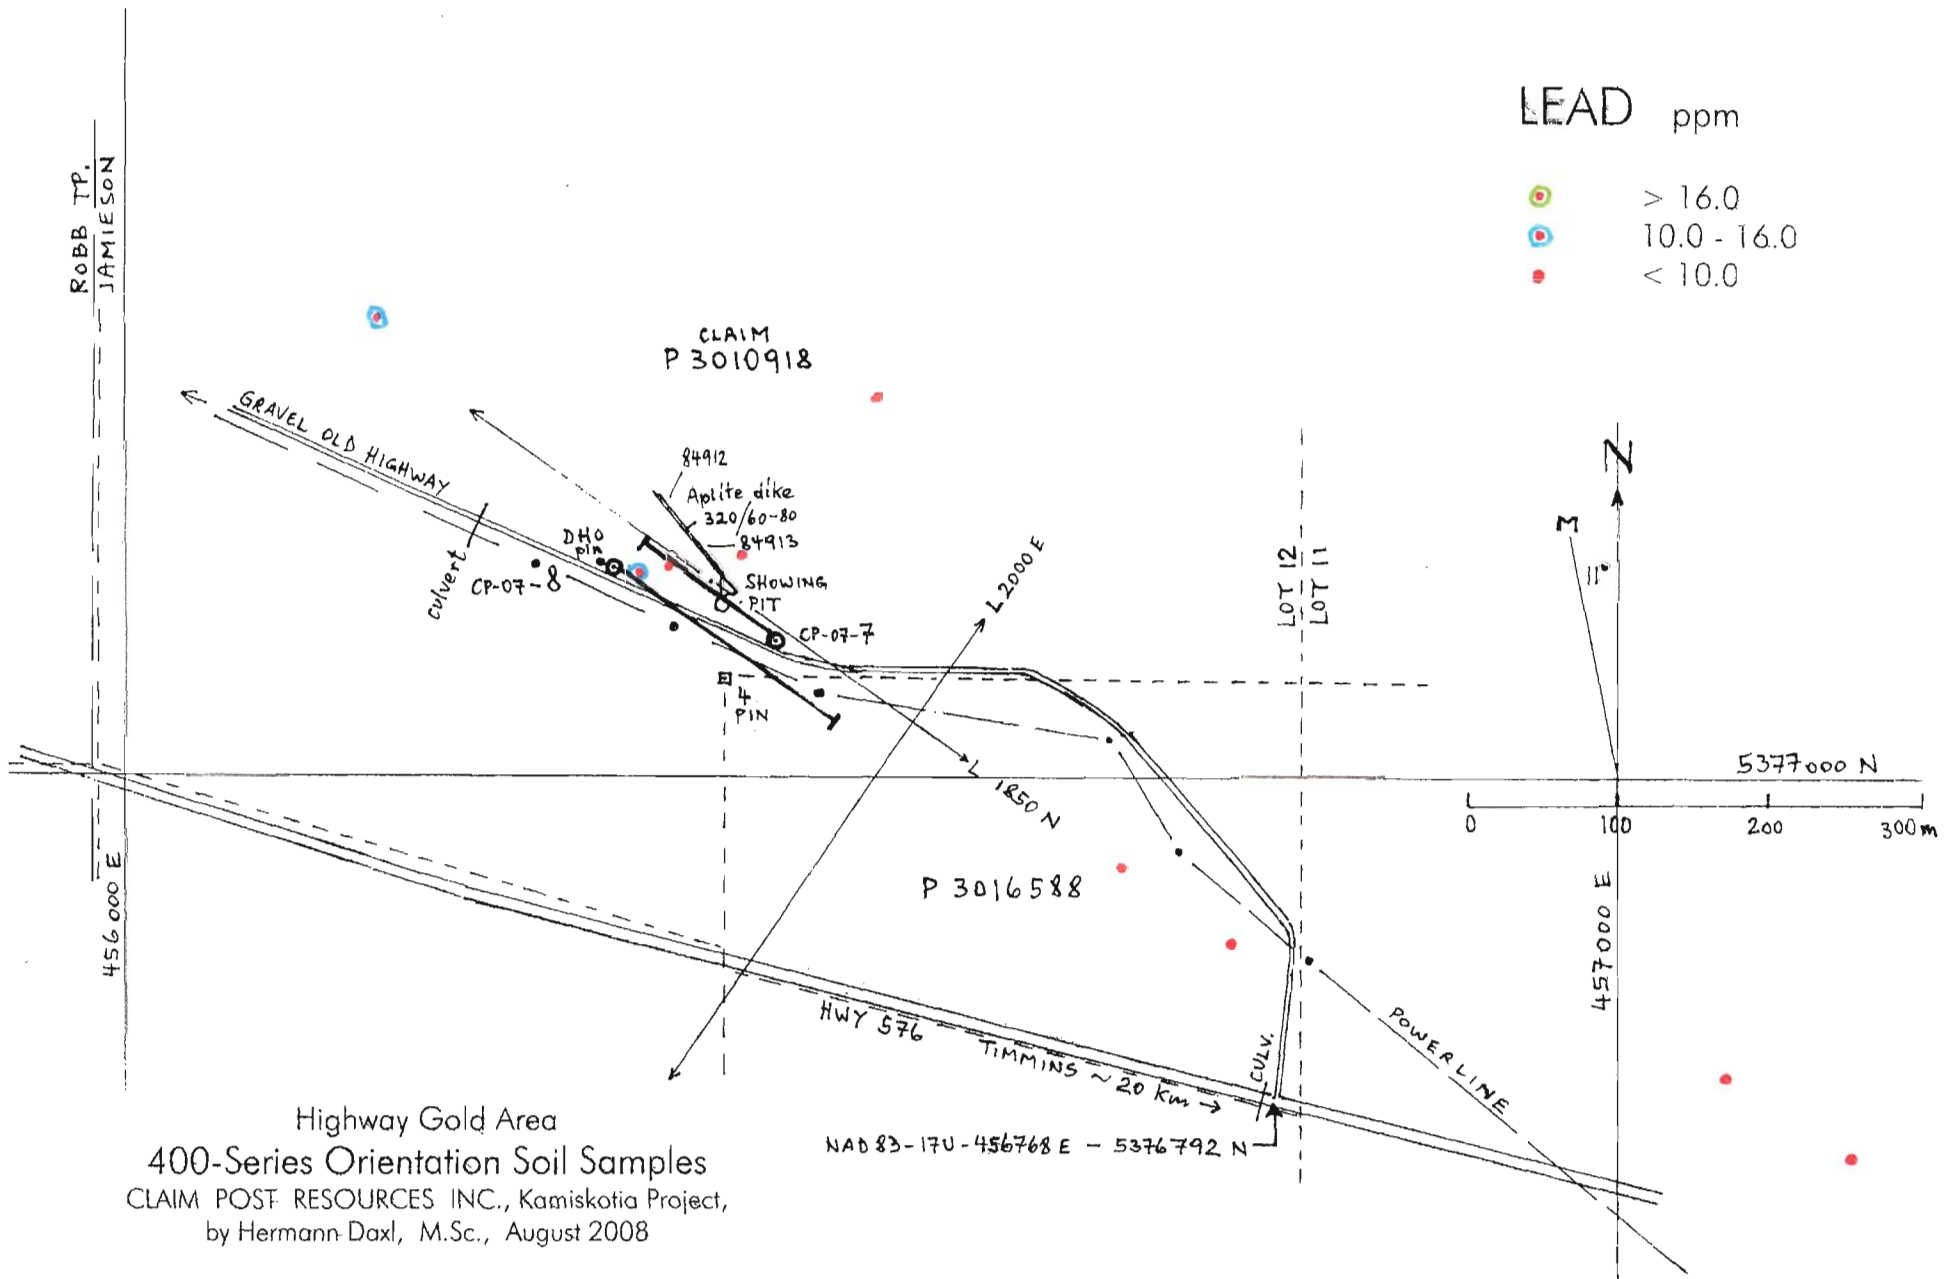 LEAD ppm
> 16.0
10.0 - 16.0
< 10.0
ROBB TP.
JAMIESON
CLAIM
P 3010918
GRAVEL OLD HIGHWAY
84912
Aplite dike
320/60-80
84913
DHO
pin
SHOWING
PIT
CP-07-8
culvert
CP-07-7
L 2000 E
LOT 12
LOT 11
N
M
11°
4
PIN
L 1850 N
5377000 N
0 100 200 300m
456000 E
P 3016588
457000 E
HWY 576
TIMMINS ~ 20 Km →
CULV.
POWERLINE
NAD 83-17U-456768 E - 5376792 N
Highway Gold Area
400-Series Orientation Soil Samples
CLAIM POST RESOURCES INC., Kamiskotia Project,
by Hermann Daxl, M.Sc., August 2008